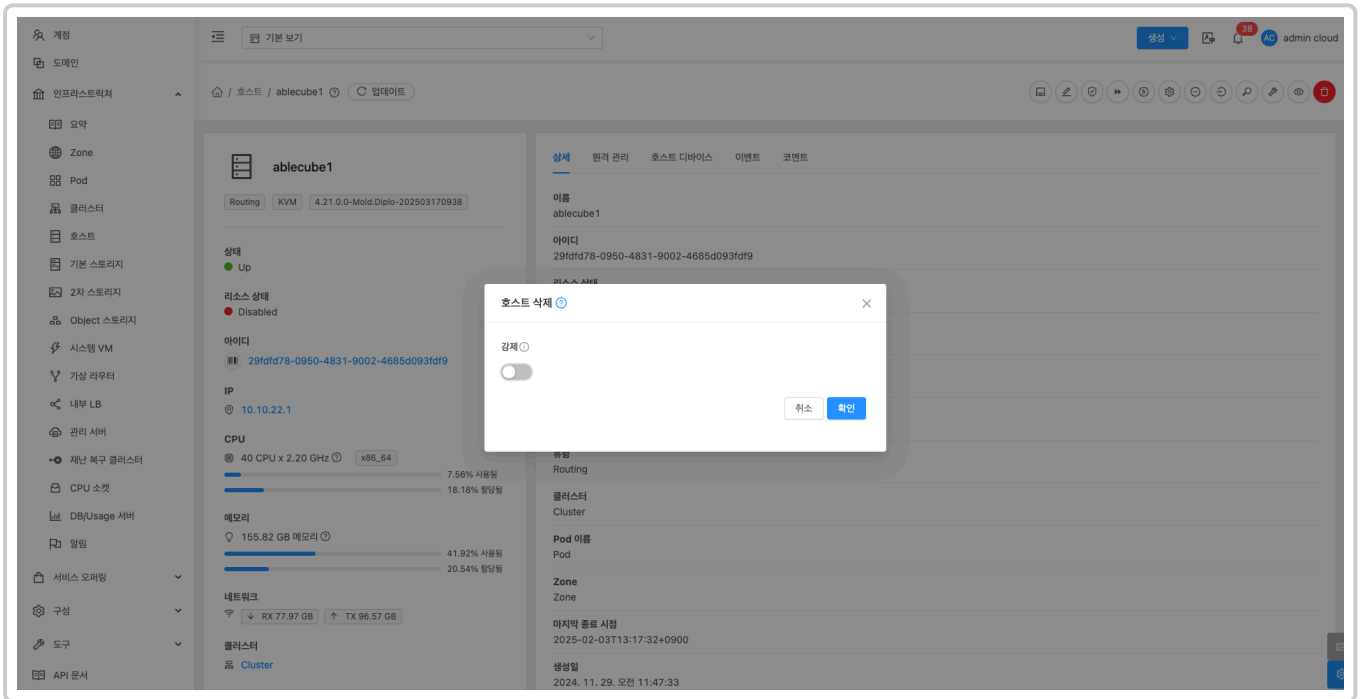 계정
도메인
인프라스트럭쳐
요약
Zone
Pod
클러스터
호스트
기본 스토리지
2차 스토리지
Object 스토리지
시스템 VM
가상 라우터
내부 LB
관리 서버
재난 복구 클러스터
CPU 소켓
DB/Usage 서버
알림
서비스 오퍼링
구성
도구
API 문서
기본 보기
생성
38
AC
admin cloud
/ 호스트 / ablecube1
업데이트
ablecube1
Routing KVM 4.21.0.0-Mold.Diplo-202503170938
상태
Up
리소스 상태
Disabled
아이디
29fdfd78-0950-4831-9002-4685d093fdf9
IP
10.10.22.1
CPU
40 CPU x 2.20 GHz x86_64
7.56% 사용됨
18.18% 할당됨
메모리
155.82 GB 메모리
41.92% 사용됨
20.54% 할당됨
네트워크
RX 77.97 GB TX 96.57 GB
클러스터
Cluster
상세 원격 관리 호스트 디바이스 이벤트 코멘트
이름
ablecube1
아이디
29fdfd78-0950-4831-9002-4685d093fdf9
리소스 상태
호스트 삭제
강제
취소 확인
유형
Routing
클러스터
Cluster
Pod 이름
Pod
Zone
Zone
마지막 종료 시점
2025-02-03T13:17:32+0900
생성일
2024. 11. 29. 오전 11:47:33